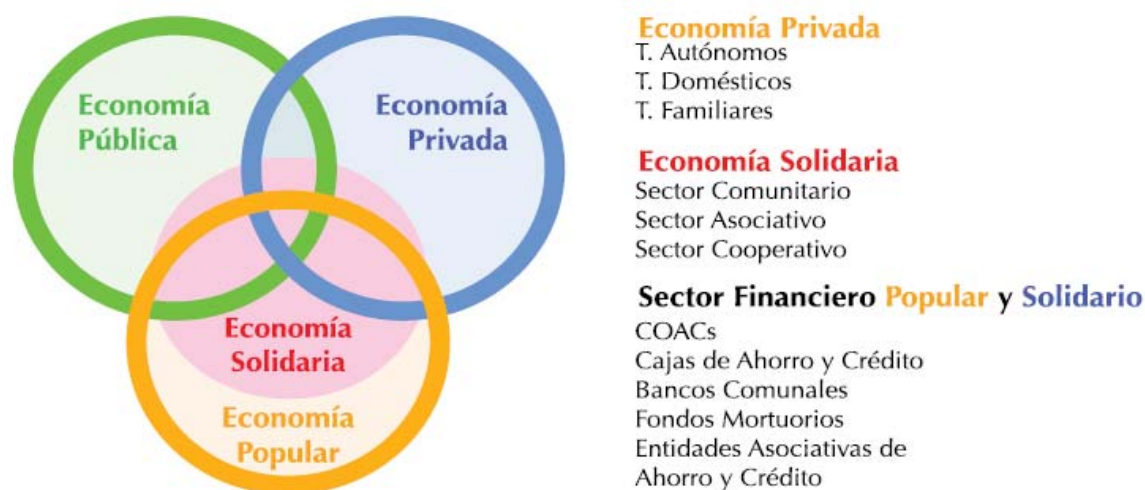 Economía
Pública
Economía
Privada
Economía
Solidaria
Economía
Popular
Economía Privada
T. Autónomos
T. Domésticos
T. Familiares
Economía Solidaria
Sector Comunitario
Sector Asociativo
Sector Cooperativo
Sector Financiero Popular y Solidario
COACs
Cajas de Ahorro y Crédito
Bancos Comunales
Fondos Mortuorios
Entidades Asociativas de
Ahorro y Crédito